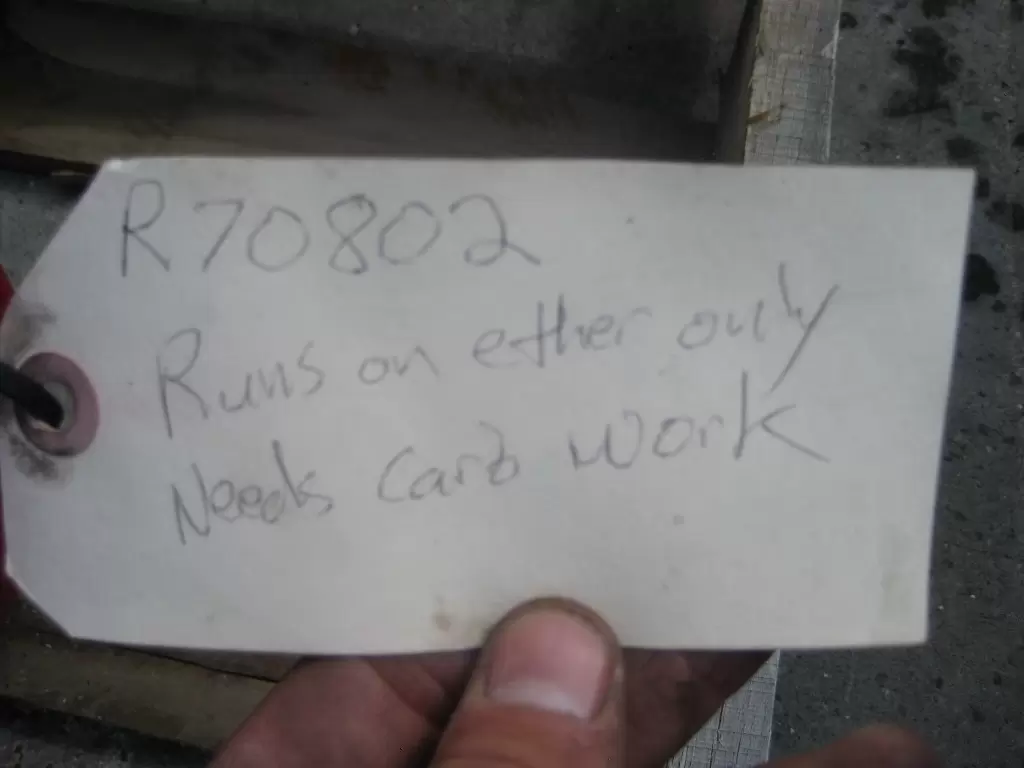 R70802
Runs on ether only
Needs Carb work